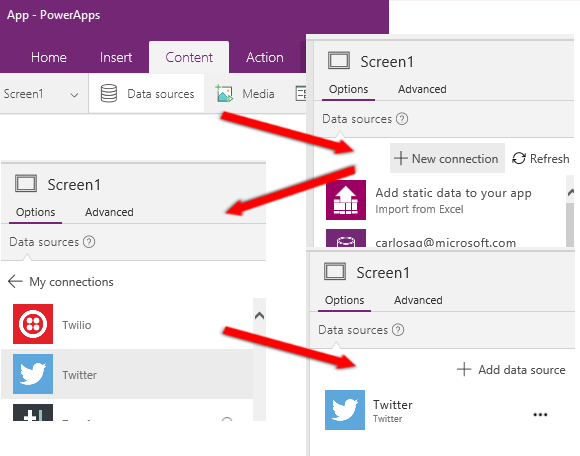 App - PowerApps
Home Insert Content Action
Screen1 Data sources Media
Screen1
Options Advanced
Data sources ?
New connection Refresh
Add static data to your app
Import from Excel
carlosag@microsoft.com
Screen1
Options Advanced
Data sources ?
My connections
Twilio
Twitter
Screen1
Options Advanced
Data sources ?
Add data source
Twitter
Twitter